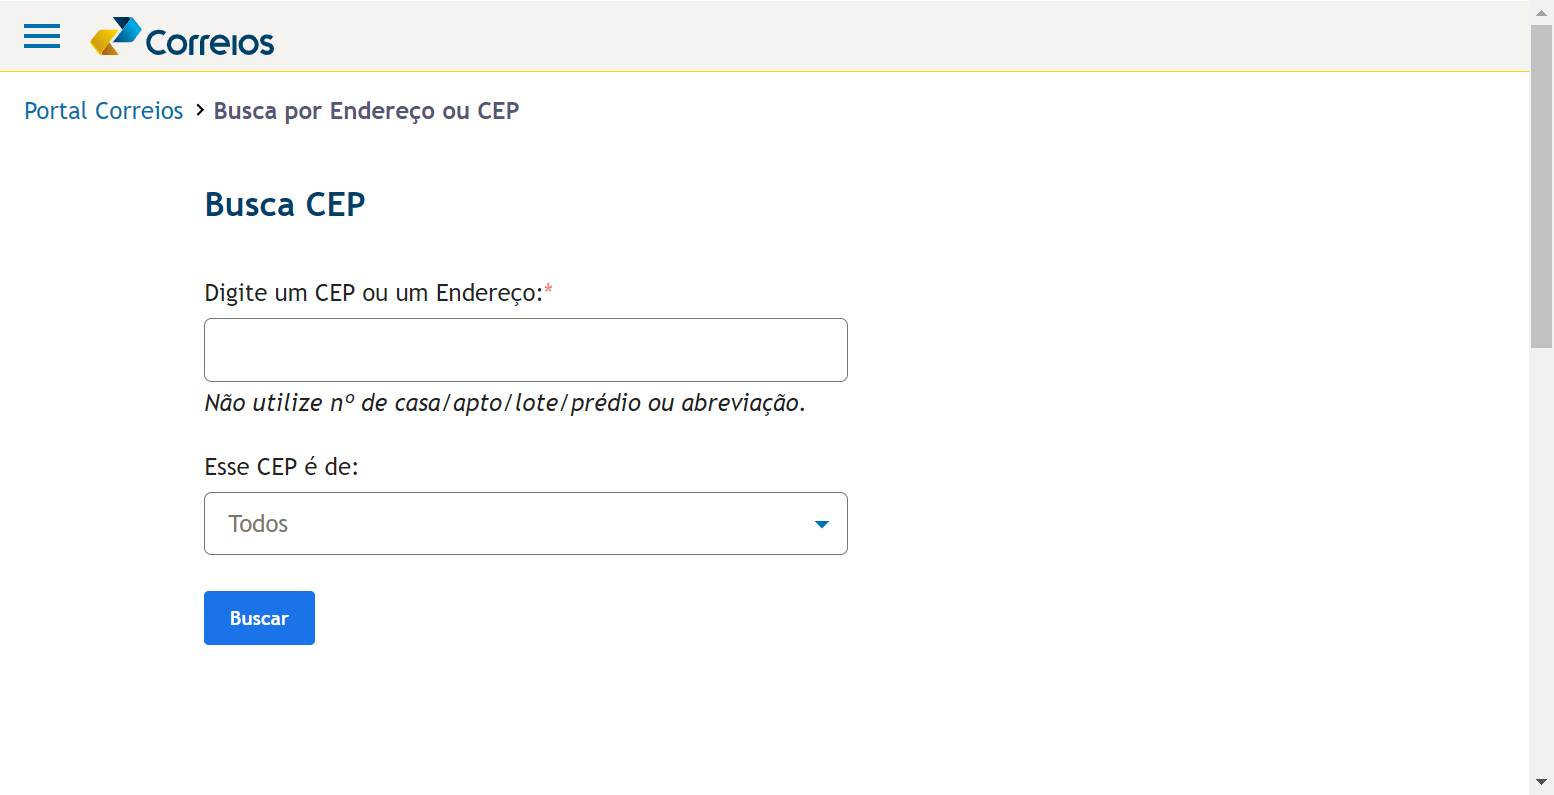 Correios
Portal Correios > Busca por Endereço ou CEP
Busca CEP
Digite um CEP ou um Endereço:*
Não utilize nº de casa/apto/lote/prédio ou abreviação.
Esse CEP é de:
Todos
Buscar